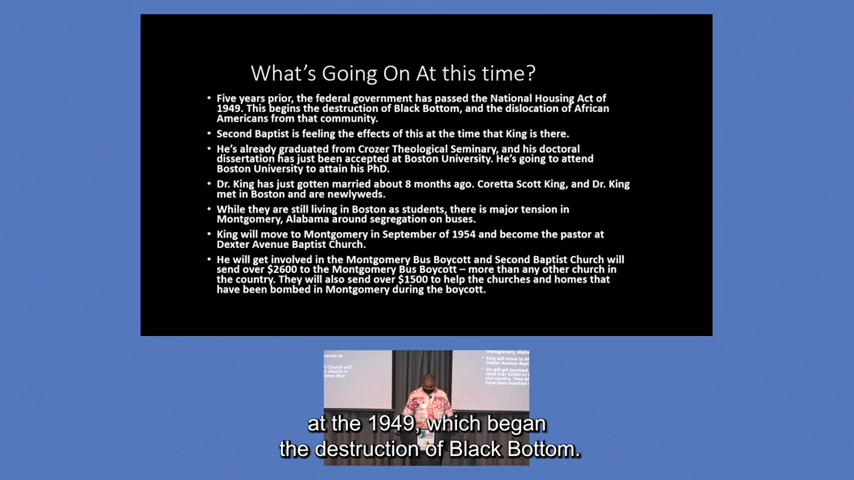 What's Going On At this time?
• Five years prior, the federal government has passed the National Housing Act of
1949. This begins the destruction of Black Bottom, and the dislocation of African
Americans from that community.
• Second Baptist is feeling the effects of this at the time that King is there.
• He's already graduated from Crozer Theological Seminary, and his doctoral
dissertation has just been accepted at Boston University. He's going to attend
Boston University to attain his PhD.
• Dr. King has just gotten married about 8 months ago. Coretta Scott King, and Dr. King
met in Boston and are newlyweds.
• While they are still living in Boston as students, there is major tension in
Montgomery, Alabama around segregation on buses.
• King will move to Montgomery in September of 1954 and become the pastor at
Dexter Avenue Baptist Church.
• He will get involved in the Montgomery Bus Boycott and Second Baptist Church will
send over $2600 to the Montgomery Bus Boycott – more than any other church in
the country. They will also send over $1500 to help the churches and homes that
have been bombed in Montgomery during the boycott.
at the 1949, which began
the destruction of Black Bottom.